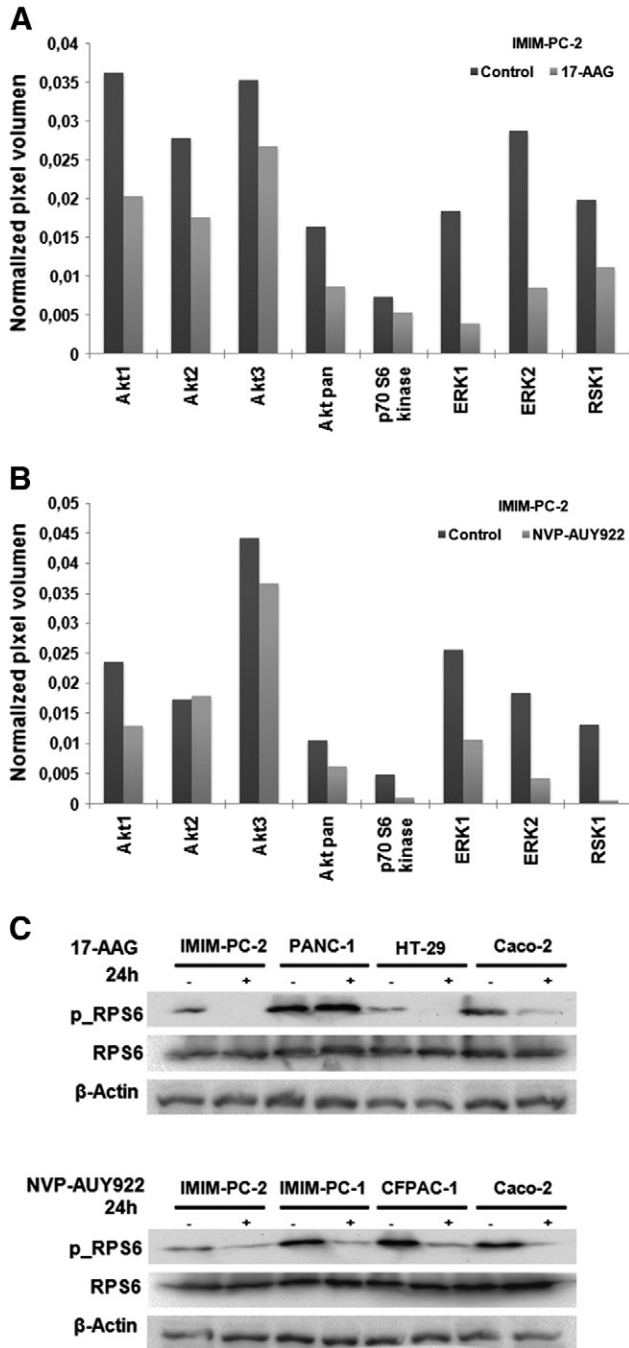 A
IMIM-PC-2
Control 17-AAG
Normalized pixel volumen
0,04
0,035
0,03
0,025
0,02
0,015
0,01
0,005
0
Akt1
Akt2
Akt3
Akt pan
p70 S6
kinase
ERK1
ERK2
RSK1
B
IMIM-PC-2
Control NVP-AUY922
Normalized pixel volumen
0,05
0,045
0,04
0,035
0,03
0,025
0,02
0,015
0,01
0,005
0
Akt1
Akt2
Akt3
Akt pan
p70 S6
kinase
ERK1
ERK2
RSK1
C
17-AAG IMIM-PC-2 PANC-1 HT-29 Caco-2
24h - + - + - + - +
p_RPS6
RPS6
β-Actin
NVP-AUY922 IMIM-PC-2 IMIM-PC-1 CFPAC-1 Caco-2
24h - + - + - + - +
p_RPS6
RPS6
β-Actin